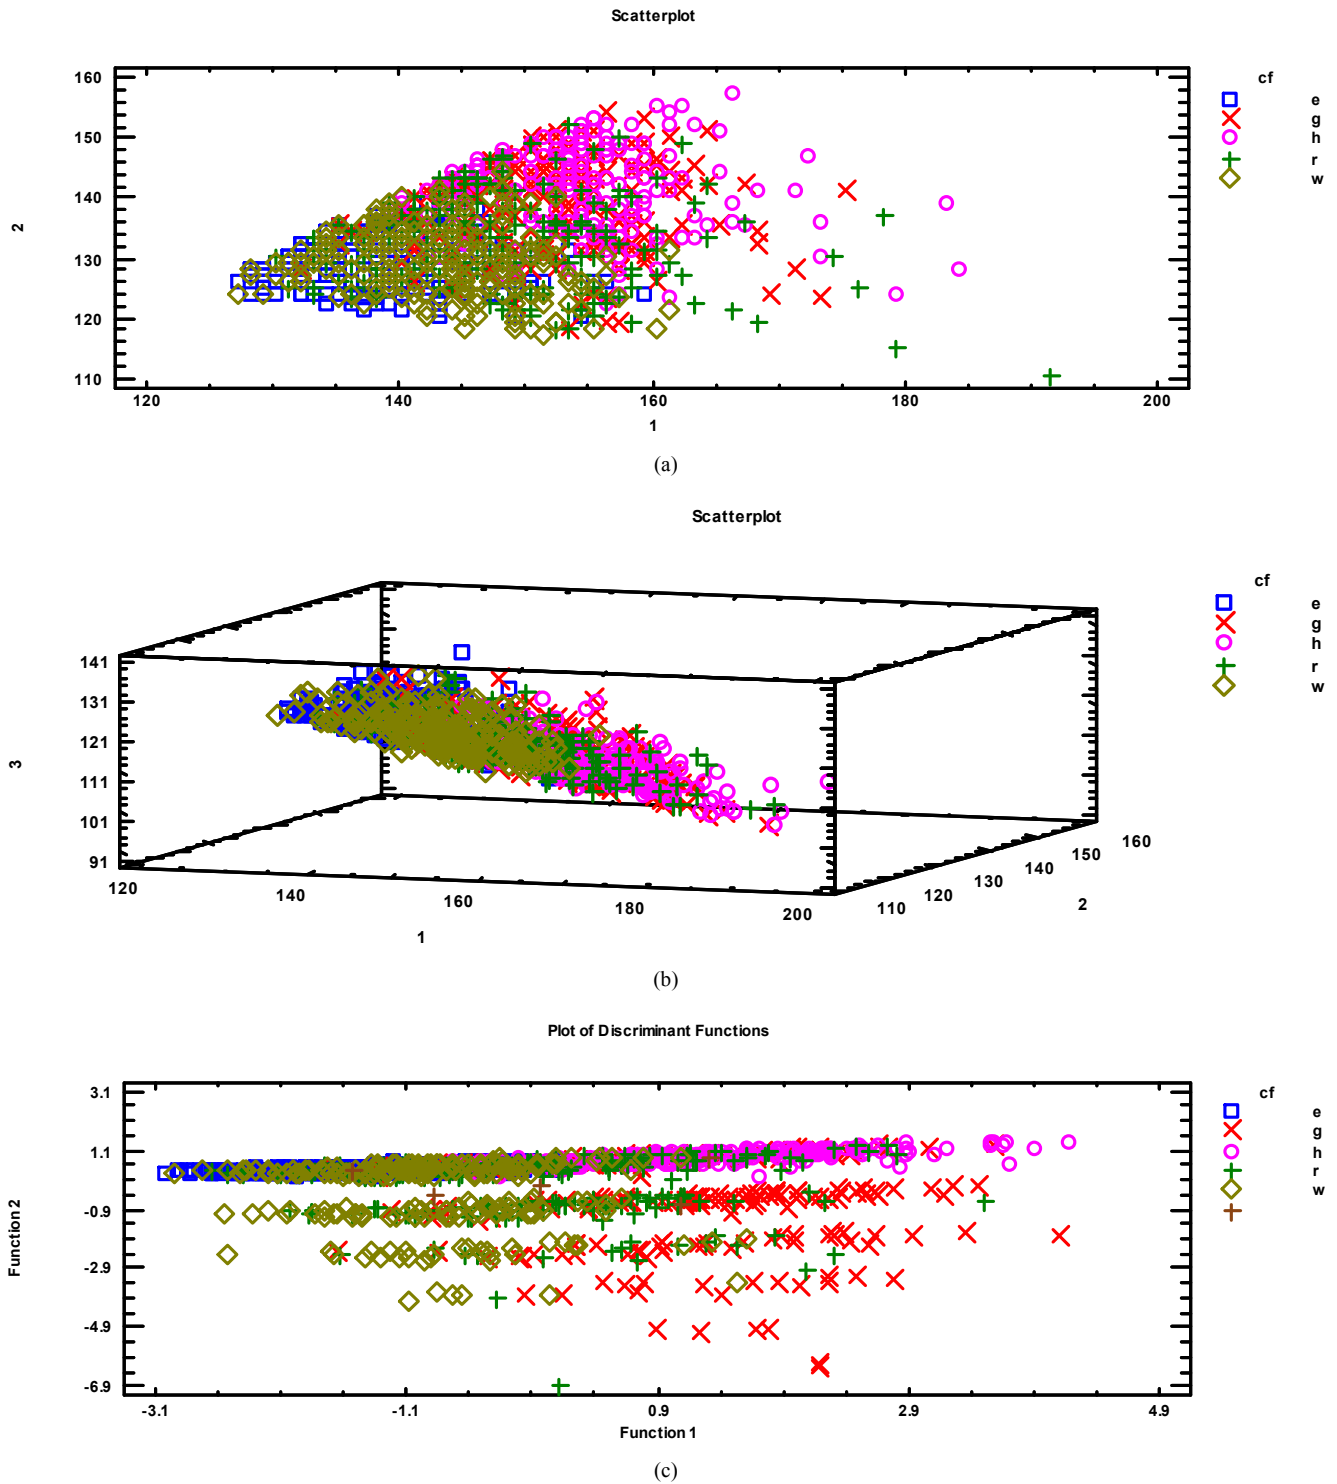 Scatterplot
160
150
140
130
120
110
2
120 140 160 180 200
1
cf
e
g
h
r
w
(a)
Scatterplot
141
131
121
111
101
91
3
120 140 160 180 200
1
110 120 130 140 150 160
2
cf
e
g
h
r
w
(b)
Plot of Discriminant Functions
3.1
1.1
-0.9
-2.9
-4.9
-6.9
Function 2
-3.1 -1.1 0.9 2.9 4.9
Function 1
cf
e
g
h
r
w
(c)